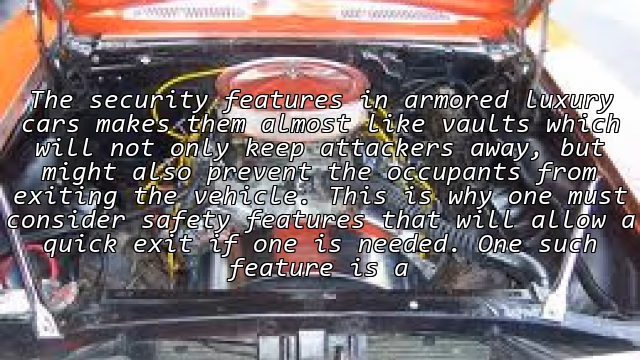 The security features in armored luxury
cars makes them almost like vaults which
will not only keep attackers away, but
might also prevent the occupants from
exiting the vehicle. This is why one must
consider safety features that will allow a
quick exit if one is needed. One such
feature is a